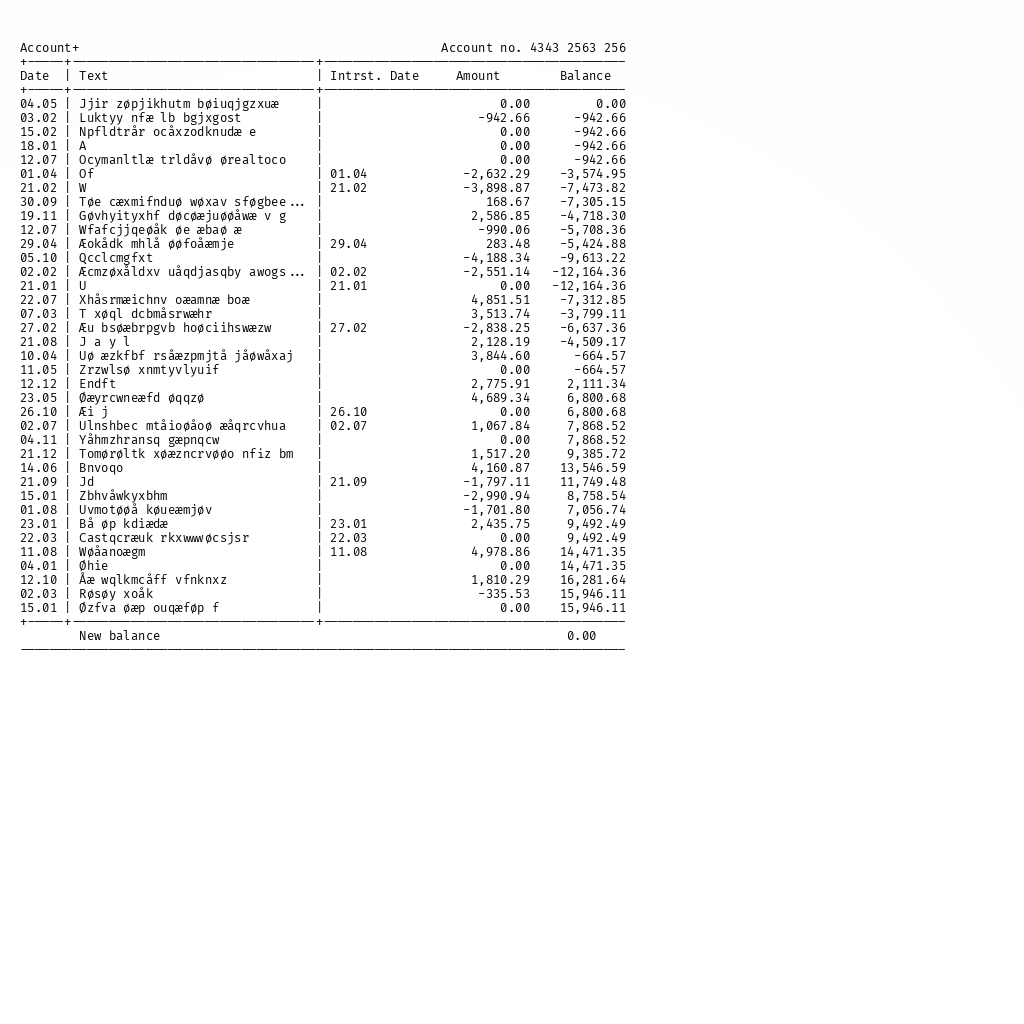 Account+ Account no. 4343 2563 256
Date | Text | Intrst. Date Amount Balance
04.05 | Jjir zøpjikhutm bøiuqjgzxuæ | 0.00 0.00
03.02 | Luktyy nfæ lb bgjxgost | -942.66 -942.66
15.02 | Npfldtrår ocåxzodknudæ e | 0.00 -942.66
18.01 | A | 0.00 -942.66
12.07 | Ocymanltlæ trldåvø ørealtoco | 0.00 -942.66
01.04 | Of | 01.04 -2,632.29 -3,574.95
21.02 | W | 21.02 -3,898.87 -7,473.82
30.09 | Tøe cæxmifnduø wøxav sføgbee... | 168.67 -7,305.15
19.11 | Gøvhyityxhf døcøæjuøøåwæ v g | 2,586.85 -4,718.30
12.07 | Wfafcjjqeøåk øe æbaø æ | -990.06 -5,708.36
29.04 | Æokådk mhlå øøfoåæmje | 29.04 283.48 -5,424.88
05.10 | Qcclcmgfxt | -4,188.34 -9,613.22
02.02 | Æcmzøxåldxv uåqdjasqby awogs... | 02.02 -2,551.14 -12,164.36
21.01 | U | 21.01 0.00 -12,164.36
22.07 | Xhåsrmæichnv oæamnæ boæ | 4,851.51 -7,312.85
07.03 | T xøql dcbmåsrwæhr | 3,513.74 -3,799.11
27.02 | Æu bsøæbrpgvb hoøciihswæzw | 27.02 -2,838.25 -6,637.36
21.08 | J a y l | 2,128.19 -4,509.17
10.04 | Uø æzkfbf rsåæzpmjtå jåøwåxaj | 3,844.60 -664.57
11.05 | Zrzwlsø xnmtyvlyuif | 0.00 -664.57
12.12 | Endft | 2,775.91 2,111.34
23.05 | Øæyrcwneæfd øqqzø | 4,689.34 6,800.68
26.10 | Æi j | 26.10 0.00 6,800.68
02.07 | Ulnshbec mtåioøåoø æåqrcvhua | 02.07 1,067.84 7,868.52
04.11 | Yåhmzhransq gæpnqcw | 0.00 7,868.52
21.12 | Tomørøltk xøæzncrvøøo nfiz bm | 1,517.20 9,385.72
14.06 | Bnvoqo | 4,160.87 13,546.59
21.09 | Jd | 21.09 -1,797.11 11,749.48
15.01 | Zbhvåwkyxbhm | -2,990.94 8,758.54
01.08 | Uvmotøøå køueæmjøv | -1,701.80 7,056.74
23.01 | Bå øp kdiædæ | 23.01 2,435.75 9,492.49
22.03 | Castqcræuk rkxwwwøcsjsr | 22.03 0.00 9,492.49
11.08 | Wøåanoægm | 11.08 4,978.86 14,471.35
04.01 | Øhie | 0.00 14,471.35
12.10 | Åæ wqlkmcåff vfnknxz | 1,810.29 16,281.64
02.03 | Røsøy xoåk | -335.53 15,946.11
15.01 | Øzfva øæp ouqæføp f | 0.00 15,946.11
New balance 0.00